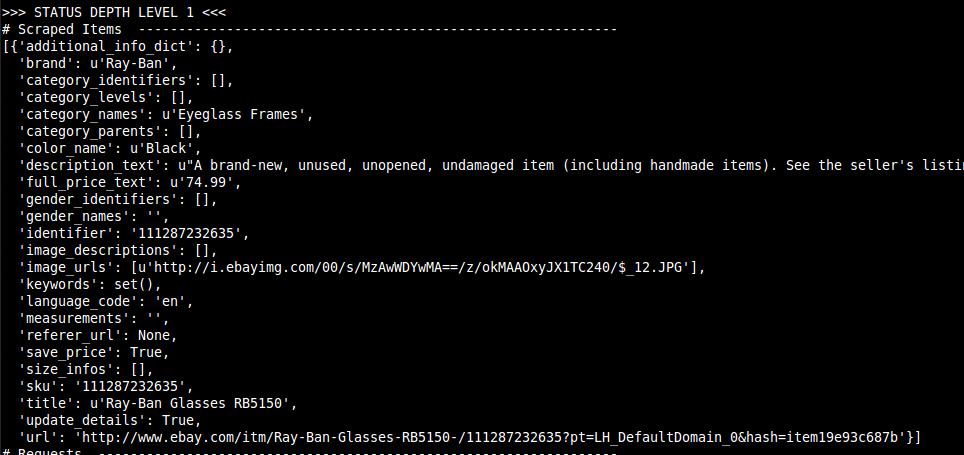 >>> STATUS DEPTH LEVEL 1 <<<
# Scraped Items  ------------------------------------------------------------
[{'additional_info_dict': {},
  'brand': u'Ray-Ban',
  'category_identifiers': [],
  'category_levels': [],
  'category_names': u'Eyeglass Frames',
  'category_parents': [],
  'color_name': u'Black',
  'description_text': u"A brand-new, unused, unopened, undamaged item (including handmade items). See the seller's listi
  'full_price_text': u'74.99',
  'gender_identifiers': [],
  'gender_names': '',
  'identifier': '111287232635',
  'image_descriptions': [],
  'image_urls': [u'http://i.ebayimg.com/00/s/MzAwWDYwMA==/z/okMAAOxyJX1TC240/$_12.JPG'],
  'keywords': set(),
  'language_code': 'en',
  'measurements': '',
  'referer_url': None,
  'save_price': True,
  'size_infos': [],
  'sku': '111287232635',
  'title': u'Ray-Ban Glasses RB5150',
  'update_details': True,
  'url': 'http://www.ebay.com/itm/Ray-Ban-Glasses-RB5150-/111287232635?pt=LH_DefaultDomain_0&hash=item19e93c687b'}]
# Requests  -----------------------------------------------------------------